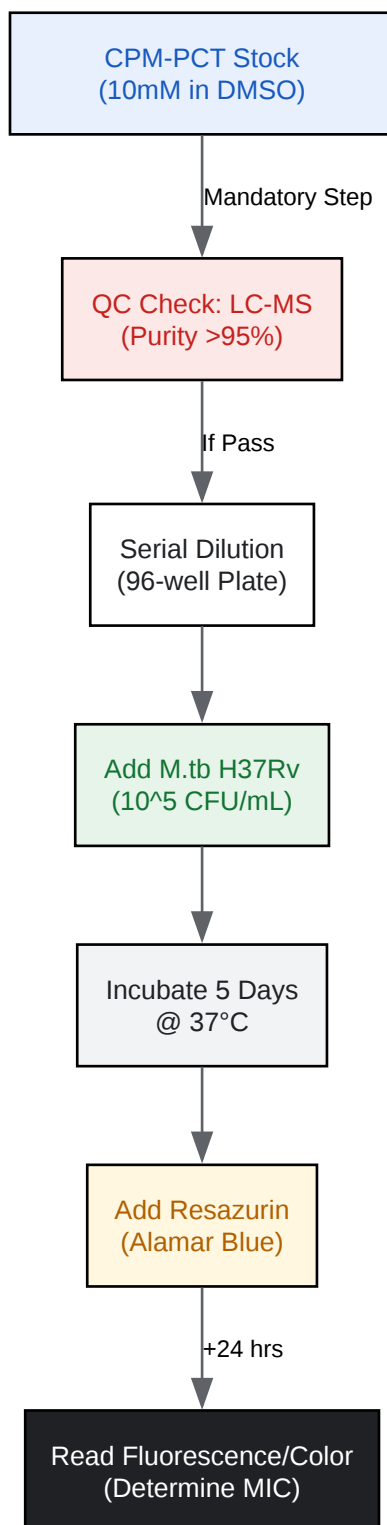 CPM-PCT Stock
(10mM in DMSO)
Mandatory Step
QC Check: LC-MS
(Purity >95%)
If Pass
Serial Dilution
(96-well Plate)
Add M.tb H37Rv
(10^5 CFU/mL)
Incubate 5 Days
@ 37°C
Add Resazurin
(Alamar Blue)
+24 hrs
Read Fluorescence/Color
(Determine MIC)